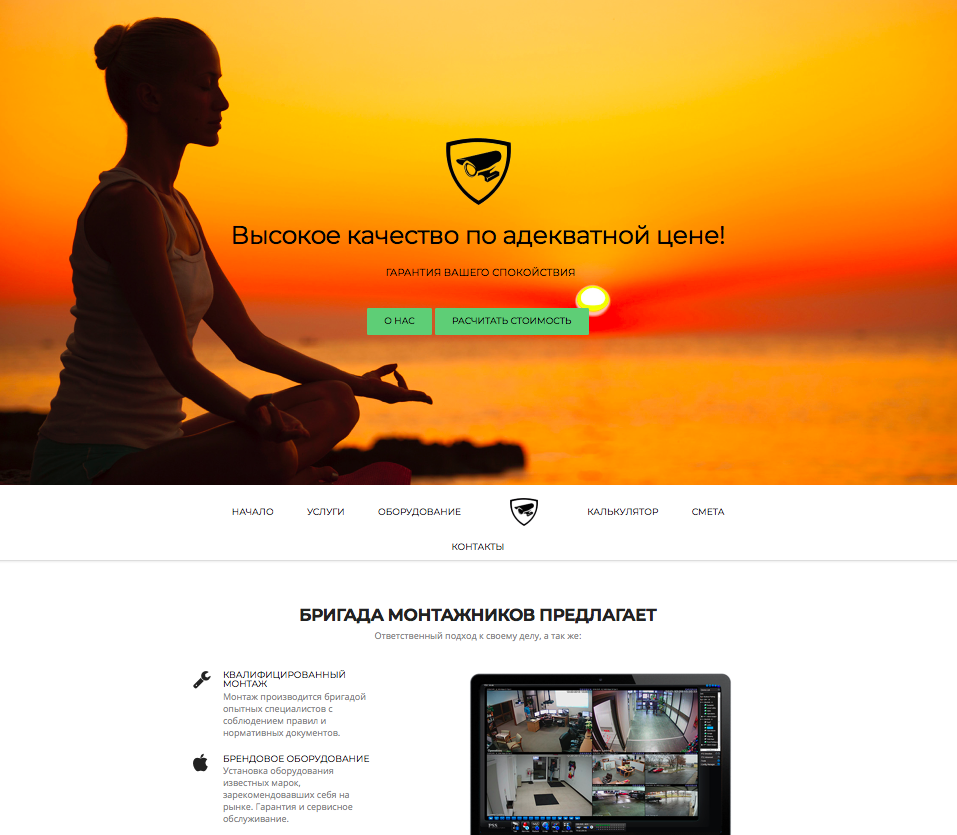 Высокое качество по адекватной цене!
ГАРАНТИЯ ВАШЕГО СПОКОЙСТВИЯ
О НАС
РАСЧИТАТЬ СТОИМОСТЬ
НАЧАЛО
УСЛУГИ
ОБОРУДОВАНИЕ
КАЛЬКУЛЯТОР
СМЕТА
КОНТАКТЫ
БРИГАДА МОНТАЖНИКОВ ПРЕДЛАГАЕТ
Ответственный подход к своему делу, а так же:
КВАЛИФИЦИРОВАННЫЙ
МОНТАЖ
Монтаж производится бригадой
опытных специалистов с
соблюдением правил и
нормативных документов.
БРЕНДОВОЕ ОБОРУДОВАНИЕ
Установка оборудования
известных марок,
зарекомендовавших себя на
рынке. Гарантия и сервисное
обслуживание.
PSS